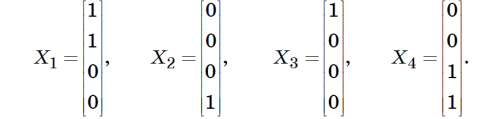 X₁ = [1 1 0 0], X₂ = [0 0 0 1], X₃ = [1 0 0 0], X₄ = [0 0 1 1].